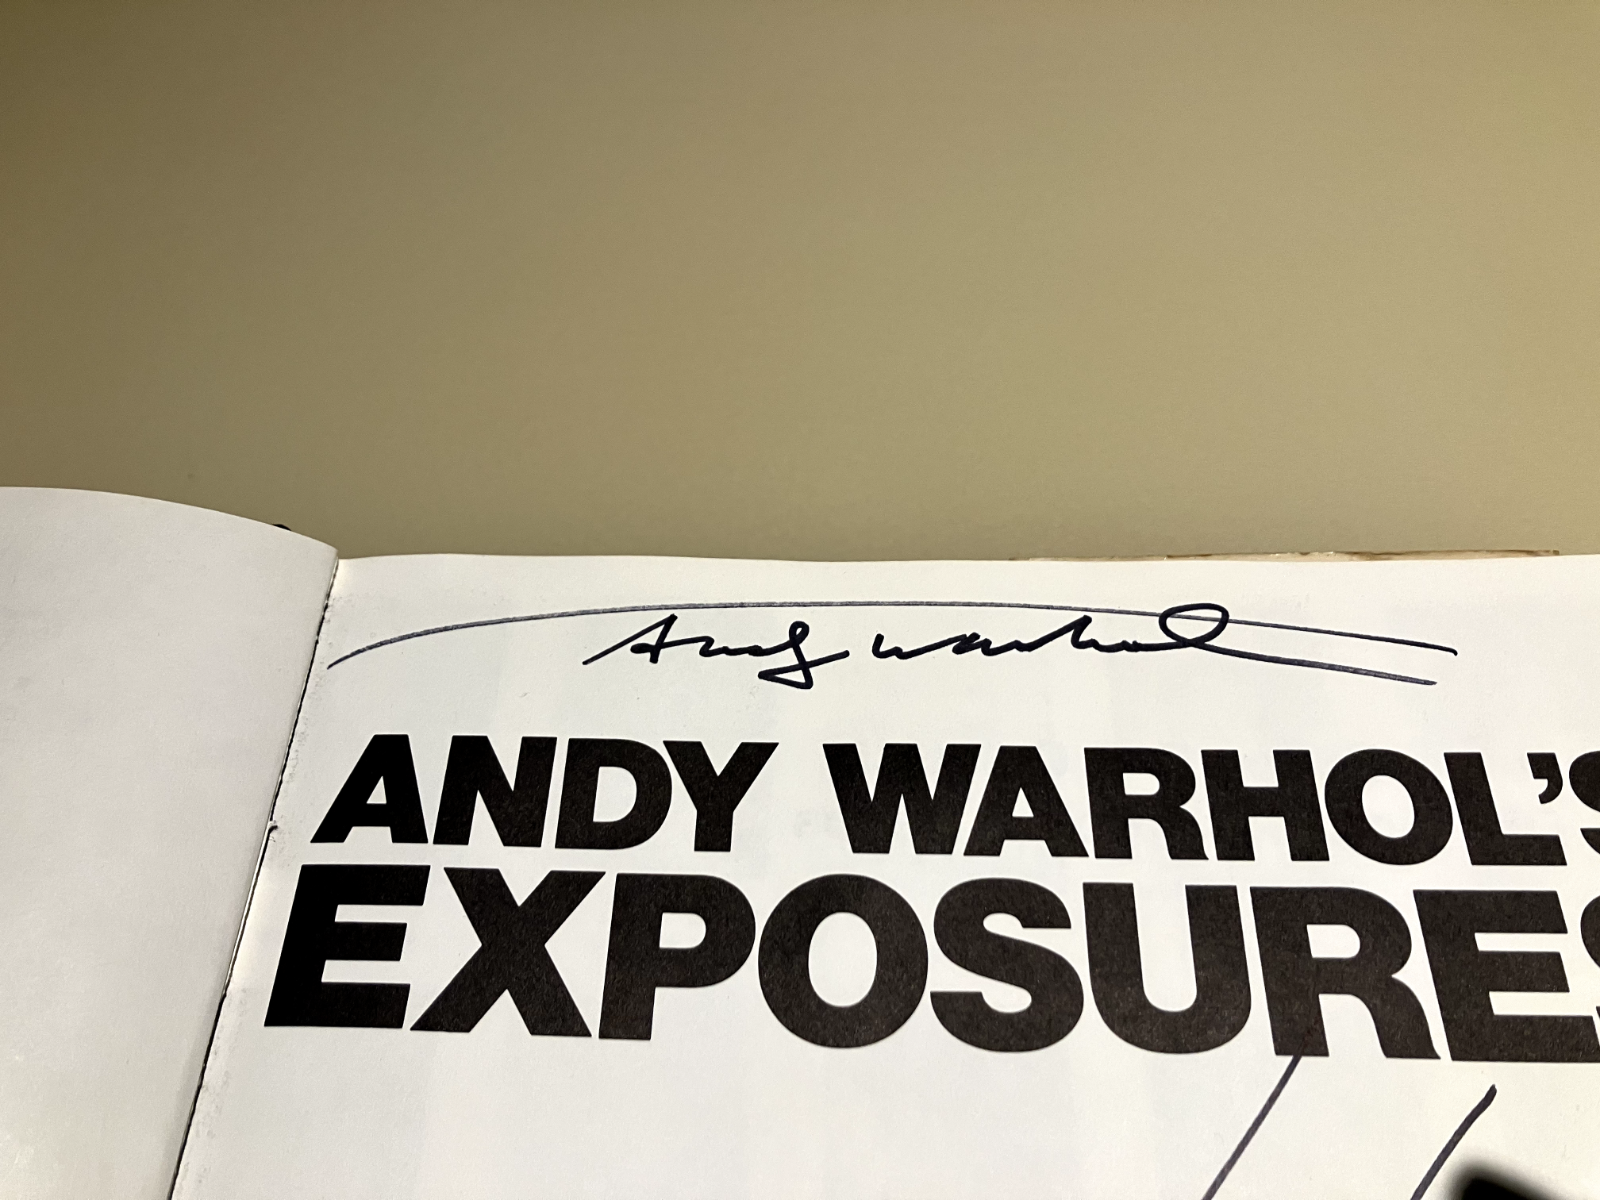 Andy Warhol
ANDY WARHOL'S
EXPOSURES